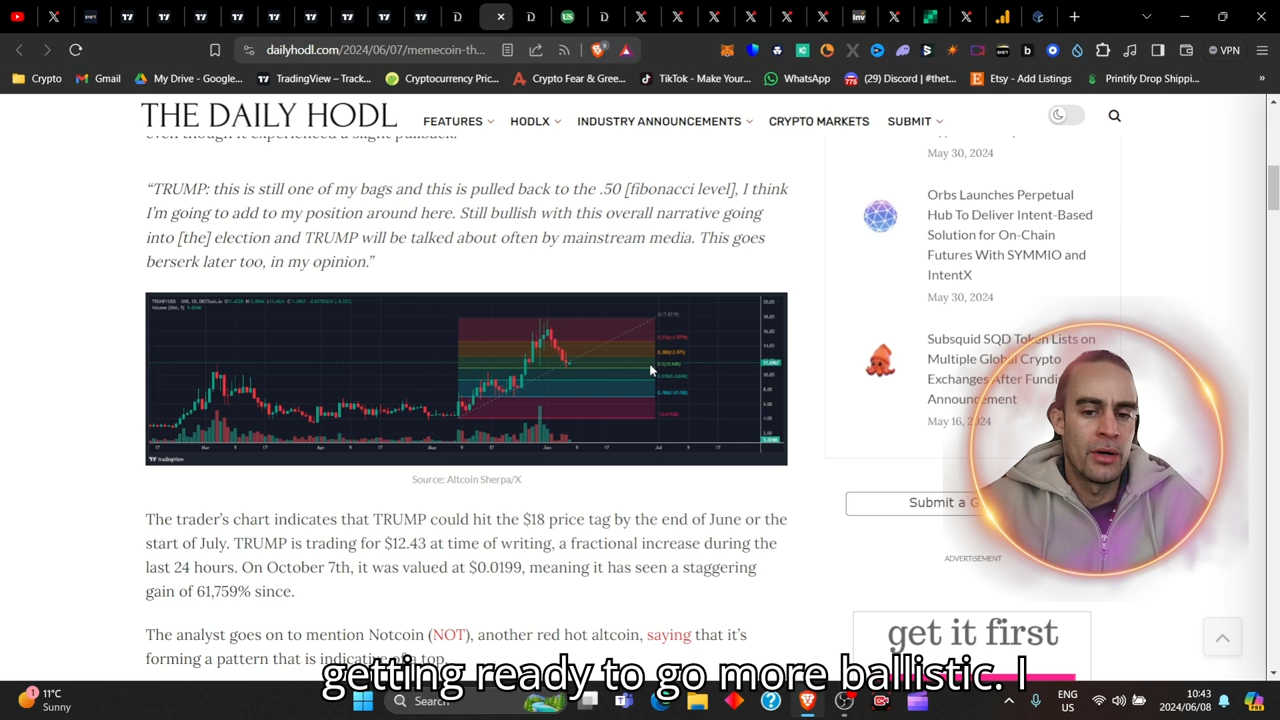 dailyhodl.com/2024/06/07/memecoin-th...
VPN
Crypto
Gmail
My Drive - Google...
TradingView – Track...
Cryptocurrency Pric...
Crypto Fear & Gree...
TikTok - Make Your...
WhatsApp
(29) Discord | #thet...
Etsy - Add Listings
Printify Drop Shippi...
THE DAILY HODL
FEATURES
HODLX
INDUSTRY ANNOUNCEMENTS
CRYPTO MARKETS
SUBMIT
even though it experienced a slight pullback.
“TRUMP: this is still one of my bags and this is pulled back to the .50 [fibonacci level], I think
I’m going to add to my position around here. Still bullish with this overall narrative going
into [the] election and TRUMP will be talked about often by mainstream media. This goes
berserk later too, in my opinion.”
TradingView
Source: Altcoin Sherpa/X
The trader’s chart indicates that TRUMP could hit the $18 price tag by the end of June or the
start of July. TRUMP is trading for $12.43 at time of writing, a fractional increase during the
last 24 hours. On October 7th, it was valued at $0.0199, meaning it has seen a staggering
gain of 61,759% since.
The analyst goes on to mention Notcoin (NOT), another red hot altcoin, saying that it’s
forming a pattern that is indicative of a top.
May 30, 2024
Orbs Launches Perpetual
Hub To Deliver Intent-Based
Solution for On-Chain
Futures With SYMMIO and
IntentX
May 30, 2024
Subsquid SQD Token Lists on
Multiple Global Crypto
Exchanges After Funding
Announcement
May 16, 2024
Submit a G
ADVERTISEMENT
get it first
getting ready to go more ballistic. I
11°C
Sunny
Search
ENG
US
10:43
2024/06/08